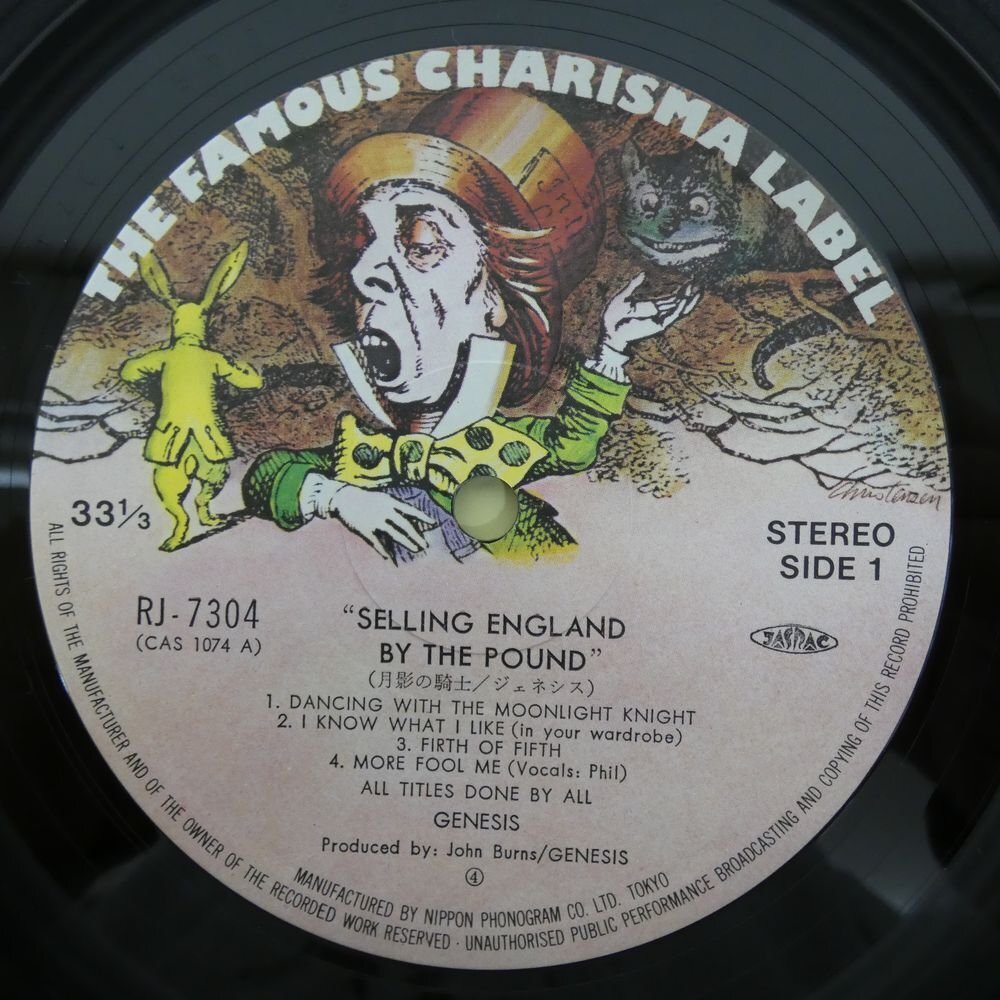 THE FAMOUS CHARISMA LABEL
33⅓
STEREO
SIDE 1
RJ-7304
(CAS 1074 A)
JASRAC
"SELLING ENGLAND
BY THE POUND"
(月影の騎士/ジェネシス)
1. DANCING WITH THE MOONLIGHT KNIGHT
2. I KNOW WHAT I LIKE (in your wardrobe)
3. FIRTH OF FIFTH
4. MORE FOOL ME (Vocals: Phil)
ALL TITLES DONE BY ALL
GENESIS
Produced by: John Burns/GENESIS
④
MANUFACTURED BY NIPPON PHONOGRAM CO. LTD. TOKYO
ALL RIGHTS OF THE MANUFACTURER AND OF THE OWNER OF THE RECORDED WORK RESERVED · UNAUTHORISED PUBLIC PERFORMANCE BROADCASTING AND COPYING OF THIS RECORD PROHIBITED